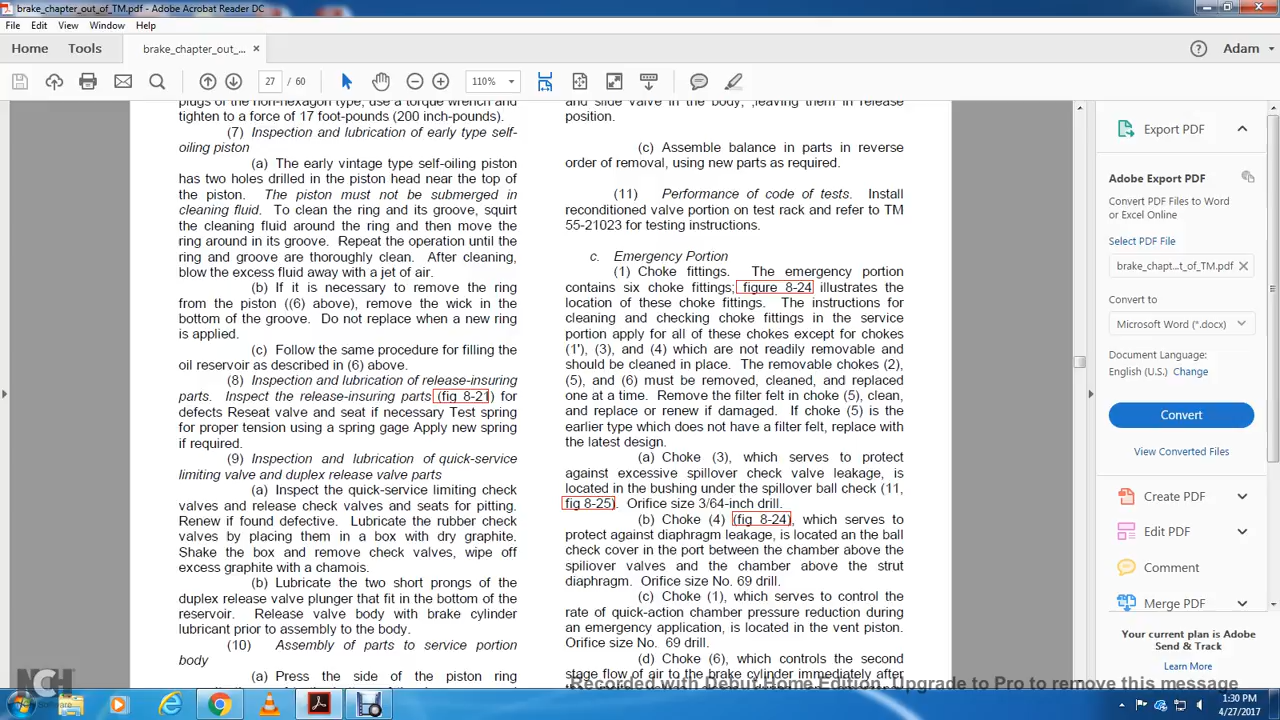 brake_chapter_out_of_TM.pdf - Adobe Acrobat Reader DC
File Edit View Window Help
Home Tools brake_chapter_out_... × Adam
27 / 60 110%
plugs of the non-hexagon type, use a torque wrench and
tighten to a force of 17 foot-pounds (200 inch-pounds).
(7) Inspection and lubrication of early type self-
oiling piston
(a) The early vintage type self-oiling piston
has two holes drilled in the piston head near the top of
the piston. The piston must not be submerged in
cleaning fluid. To clean the ring and its groove, squirt
the cleaning fluid around the ring and then move the
ring around in its groove. Repeat the operation until the
ring and groove are thoroughly clean. After cleaning,
blow the excess fluid away with a jet of air.
(b) If it is necessary to remove the ring
from the piston ((6) above), remove the wick in the
bottom of the groove. Do not replace when a new ring
is applied.
(c) Follow the same procedure for filling the
oil reservoir as described in (6) above.
(8) Inspection and lubrication of release-insuring
parts. Inspect the release-insuring parts (fig 8-21) for
defects Reseat valve and seat if necessary Test spring
for proper tension using a spring gage Apply new spring
if required.
(9) Inspection and lubrication of quick-service
limiting valve and duplex release valve parts
(a) Inspect the quick-service limiting check
valves and release check valves and seats for pitting.
Renew if found defective. Lubricate the rubber check
valves by placing them in a box with dry graphite.
Shake the box and remove check valves, wipe off
excess graphite with a chamois.
(b) Lubricate the two short prongs of the
duplex release valve plunger that fit in the bottom of the
reservoir. Release valve body with brake cylinder
lubricant prior to assembly to the body.
(10) Assembly of parts to service portion
body
(a) Press the side of the piston ring
and slide valve in the body, ,leaving them in release
position.
(c) Assemble balance in parts in reverse
order of removal, using new parts as required.
(11) Performance of code of tests. Install
reconditioned valve portion on test rack and refer to TM
55-21023 for testing instructions.
c. Emergency Portion
(1) Choke fittings. The emergency portion
contains six choke fittings; figure 8-24 illustrates the
location of these choke fittings. The instructions for
cleaning and checking choke fittings in the service
portion apply for all of these chokes except for chokes
(1'), (3), and (4) which are not readily removable and
should be cleaned in place. The removable chokes (2),
(5), and (6) must be removed, cleaned, and replaced
one at a time. Remove the filter felt in choke (5), clean,
and replace or renew if damaged. If choke (5) is the
earlier type which does not have a filter felt, replace with
the latest design.
(a) Choke (3), which serves to protect
against excessive spillover check valve leakage, is
located in the bushing under the spillover ball check (11,
fig 8-25). Orifice size 3/64-inch drill.
(b) Choke (4) (fig 8-24), which serves to
protect against diaphragm leakage, is located an the ball
check cover in the port between the chamber above the
spiliover valves and the chamber above the strut
diaphragm. Orifice size No. 69 drill.
(c) Choke (1), which serves to control the
rate of quick-action chamber pressure reduction during
an emergency application, is located in the vent piston.
Orifice size No. 69 drill.
(d) Choke (6), which controls the second
stage flow of air to the brake cylinder immediately after
Export PDF
Adobe Export PDF
Convert PDF Files to Word
or Excel Online
Select PDF File
brake_chapt...t_of_TM.pdf ×
Convert to
Microsoft Word (*.docx)
Document Language:
English (U.S.) Change
Convert
View Converted Files
Create PDF
Edit PDF
Comment
Merge PDF
Your current plan is Adobe
Send & Track
Learn More
NCH
Software
Recorded with Debut Home Edition. Upgrade to Pro to remove this message
1:30 PM
4/27/2017